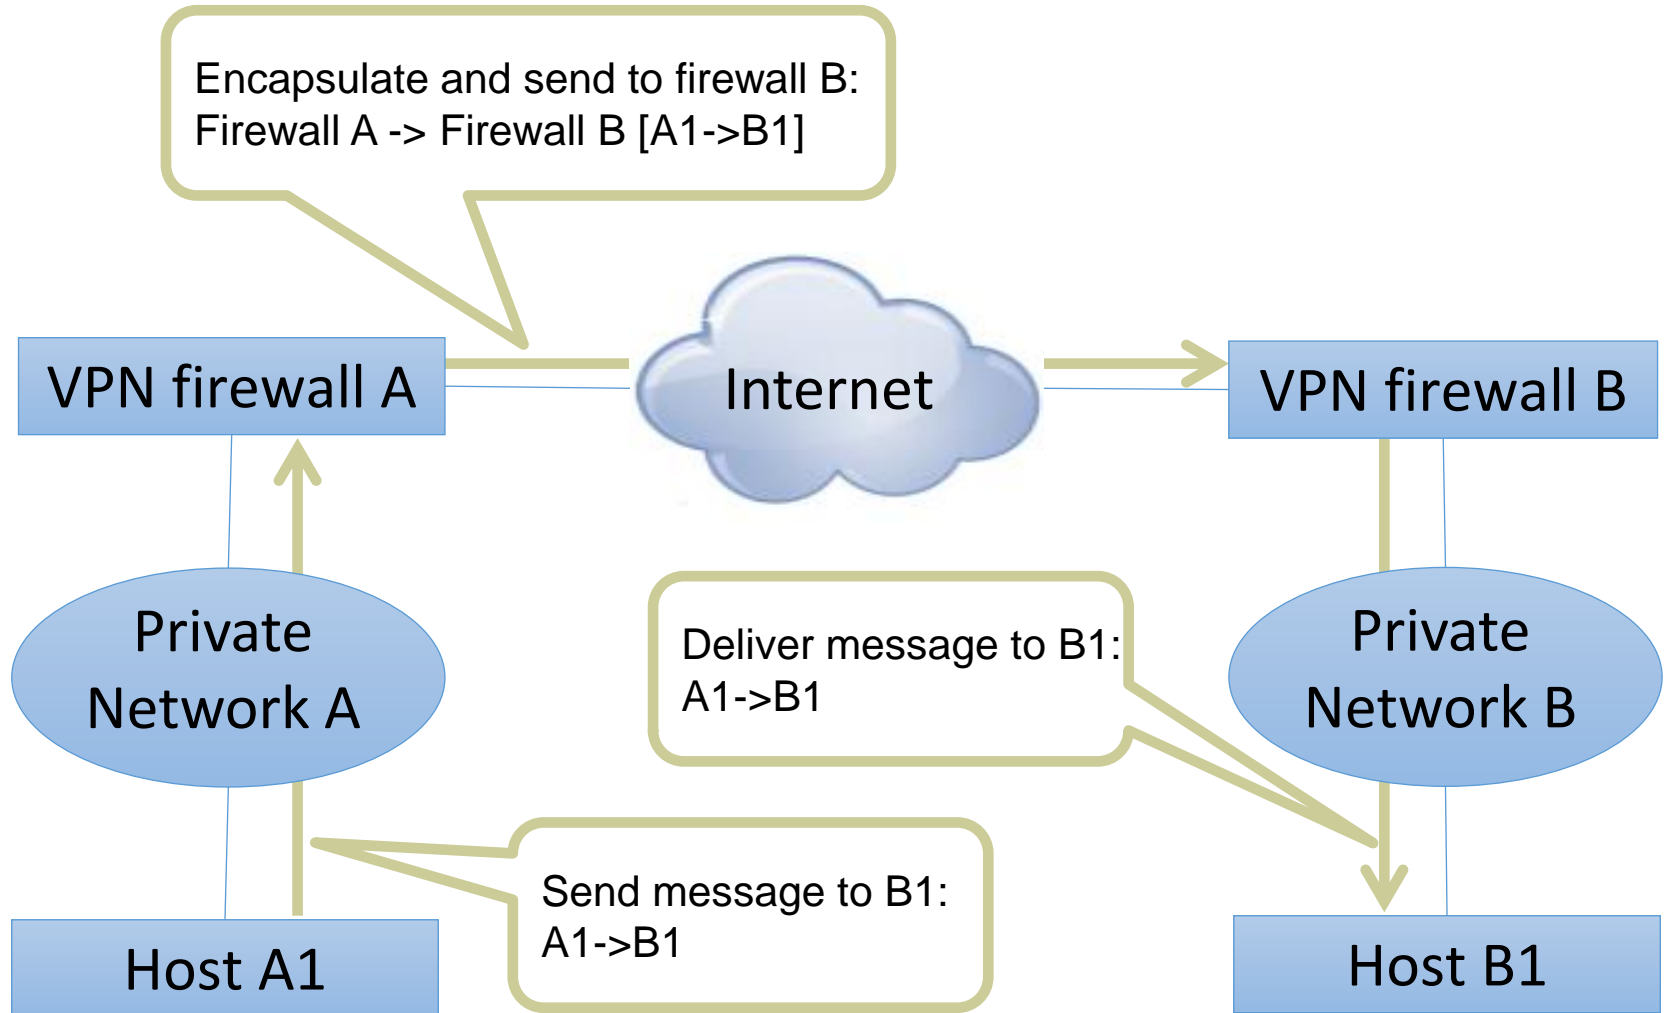 Encapsulate and send to firewall B:
Firewall A -> Firewall B [A1->B1]
VPN firewall A
Internet
VPN firewall B
Private
Network A
Deliver message to B1:
A1->B1
Private
Network B
Send message to B1:
A1->B1
Host A1
Host B1